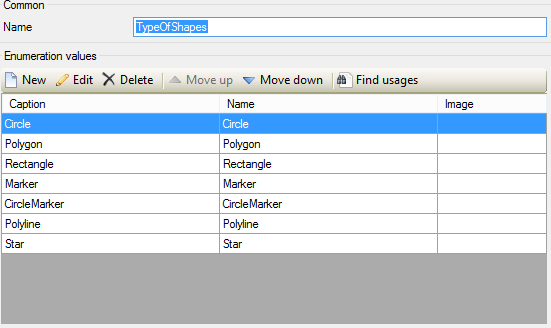 Common
Name TypeOfShapes
Enumeration values
New Edit Delete Move up Move down Find usages
Caption Name Image
Circle Circle
Polygon Polygon
Rectangle Rectangle
Marker Marker
CircleMarker CircleMarker
Polyline Polyline
Star Star